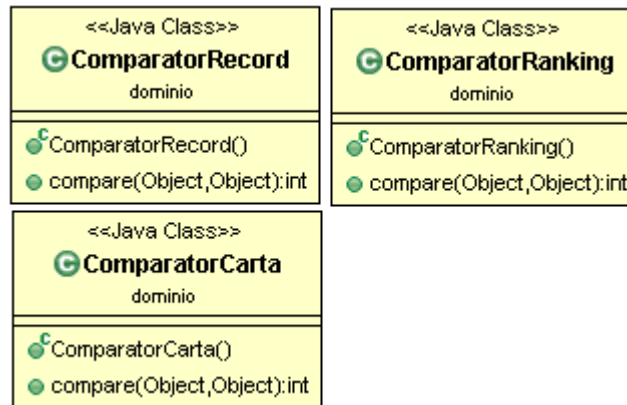 <<Java Class>>
C ComparatorRecord
dominio
C ComparatorRecord()
compare(Object,Object):int
<<Java Class>>
C ComparatorRanking
dominio
C ComparatorRanking()
compare(Object,Object):int
<<Java Class>>
C ComparatorCarta
dominio
C ComparatorCarta()
compare(Object,Object):int